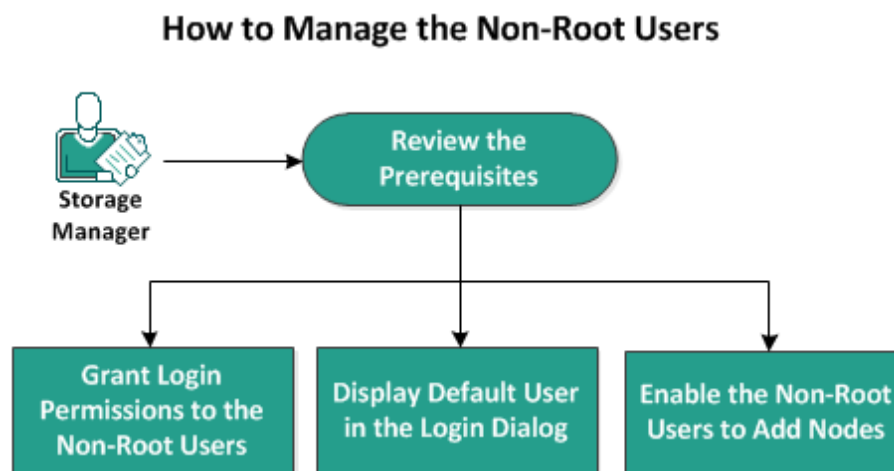 How to Manage the Non-Root Users
Review the
Prerequisites
Storage
Manager
Grant Login
Permissions to the
Non-Root Users
Display Default User
in the Login Dialog
Enable the Non-Root
Users to Add Nodes